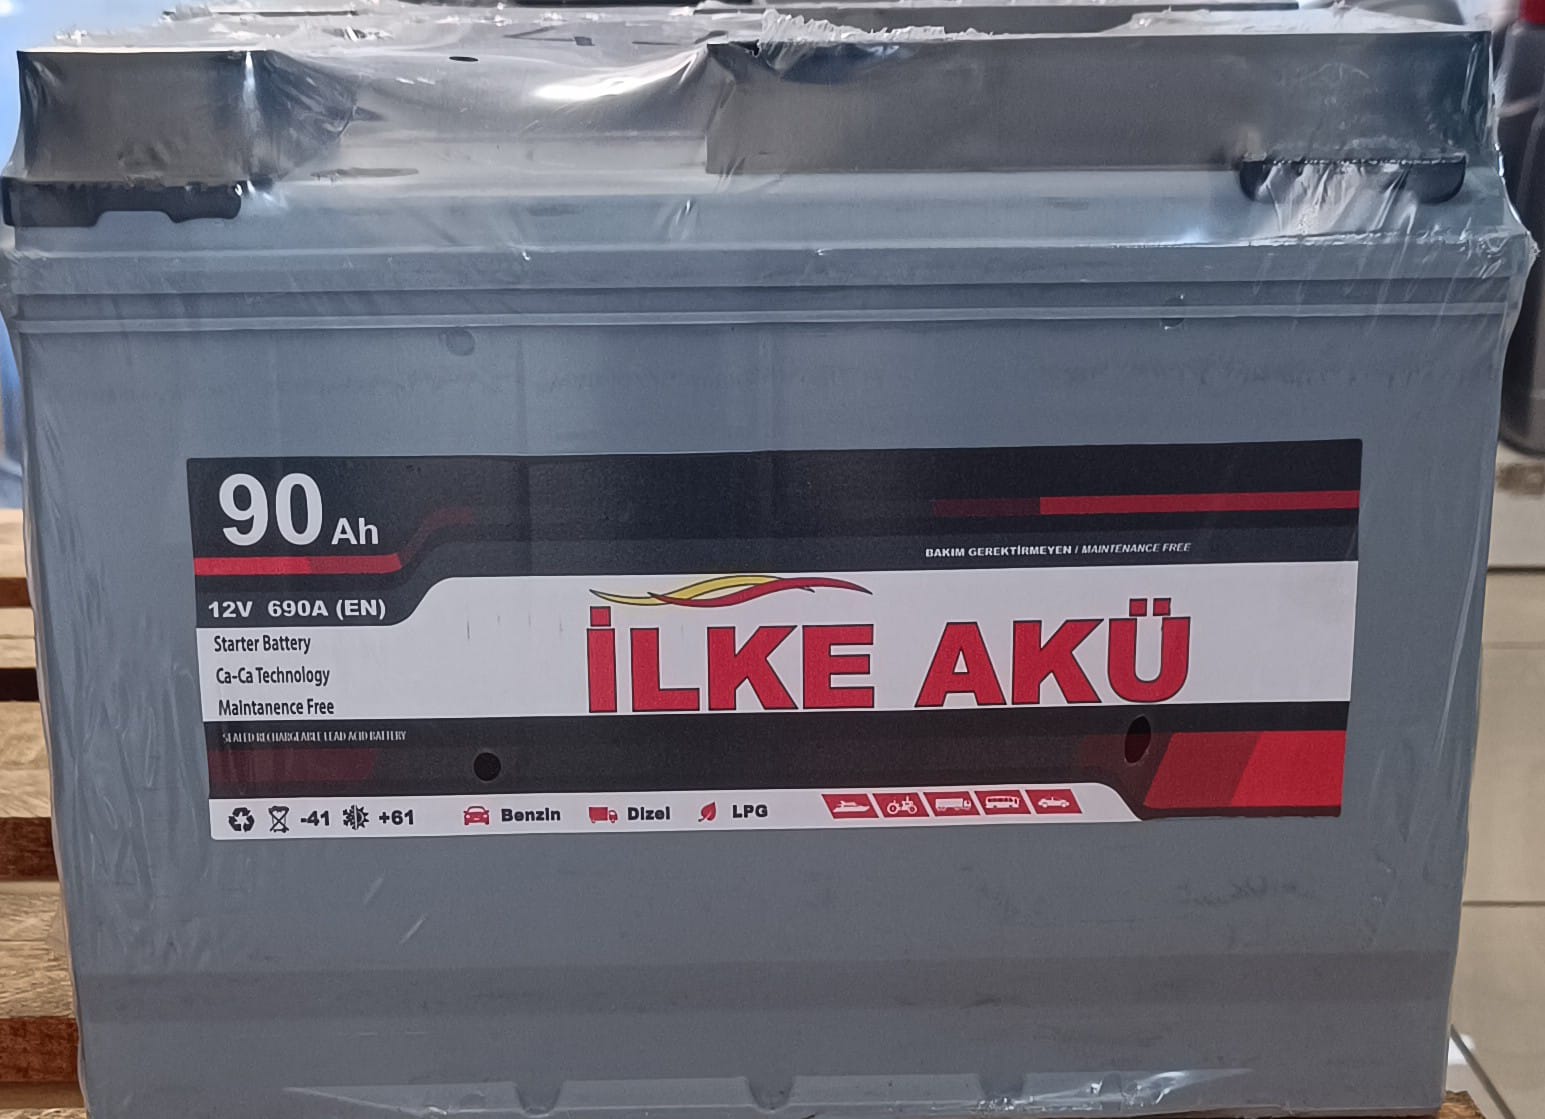 90 Ah
BAKIM GEREKTİRMEYEN / MAINTENANCE FREE
12V 690A (EN)
İLKE AKÜ
Starter Battery
Ca-Ca Technology
Maintanence Free
SEALED RECHARGEABLE LEAD ACID BATTERY
-41 +61 Benzin Dizel LPG